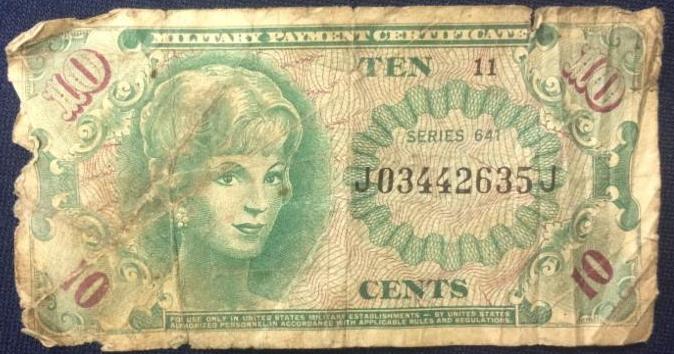 MILITARY PAYMENT CERTIFICATE
10 TEN 11 10
SERIES 641
J03442635J
10 CENTS 10
FOR USE ONLY IN UNITED STATES MILITARY ESTABLISHMENTS — BY UNITED STATES
AUTHORIZED PERSONNEL IN ACCORDANCE WITH APPLICABLE RULES AND REGULATIONS.